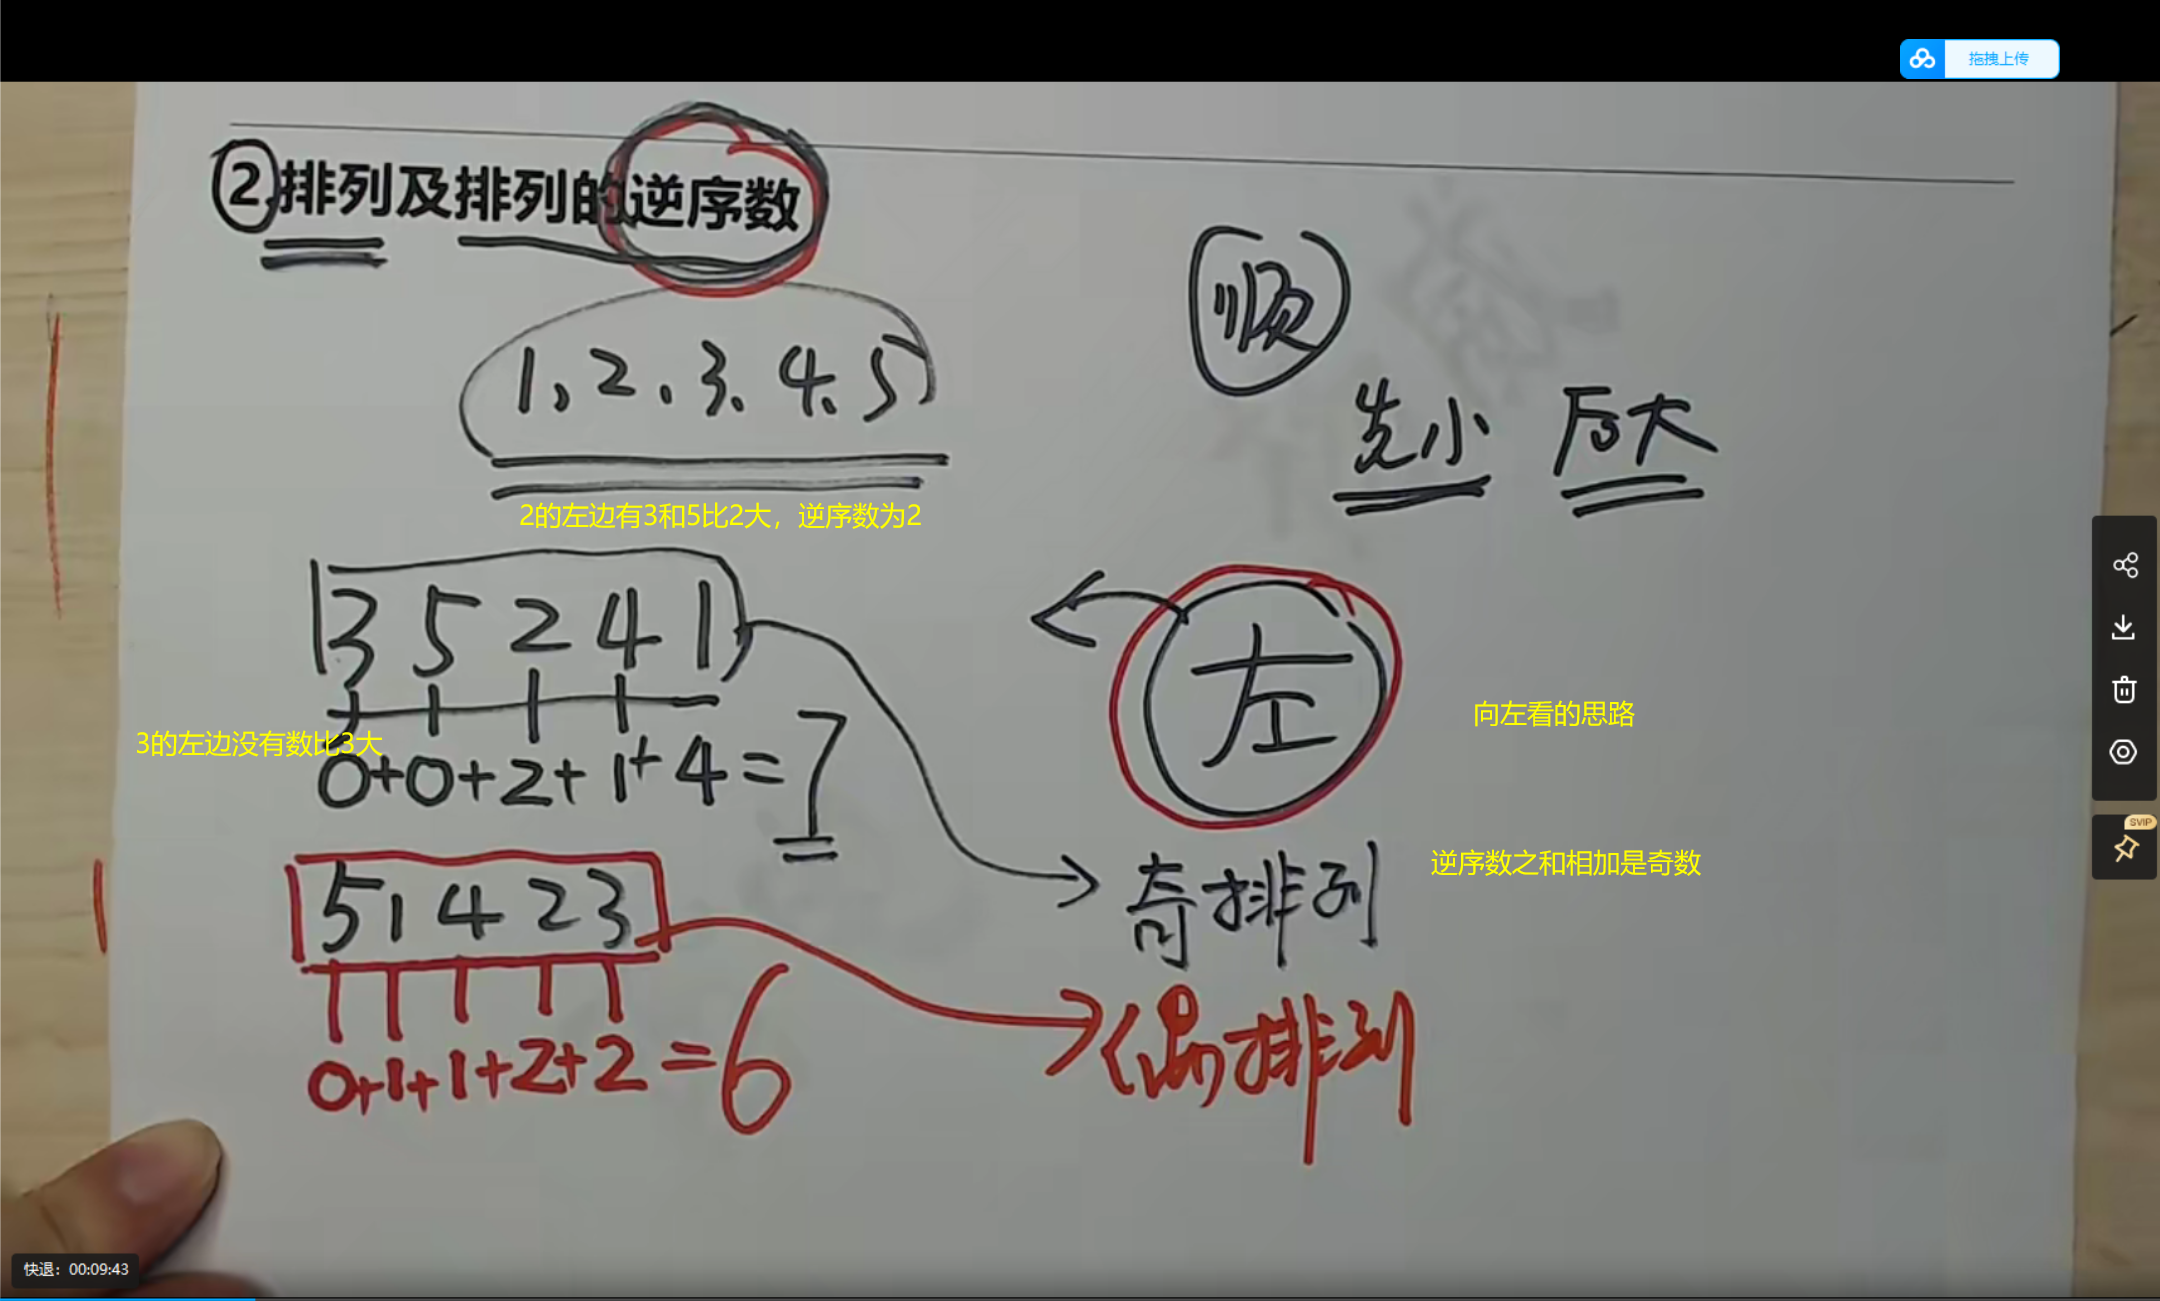 拖拽上传
②.排列及排列的逆序数
顺
1、2、3、4、5
先小 后大
2的左边有3和5比2大，逆序数为2
3 5 2 4 1
左
向左看的思路
3的左边没有数比3大
0+0+2+1+4=7
逆序数之和相加是奇数
奇排列
5 1 4 2 3
偶排列
0+1+1+2+2=6
SVIP
快退：00:09:43